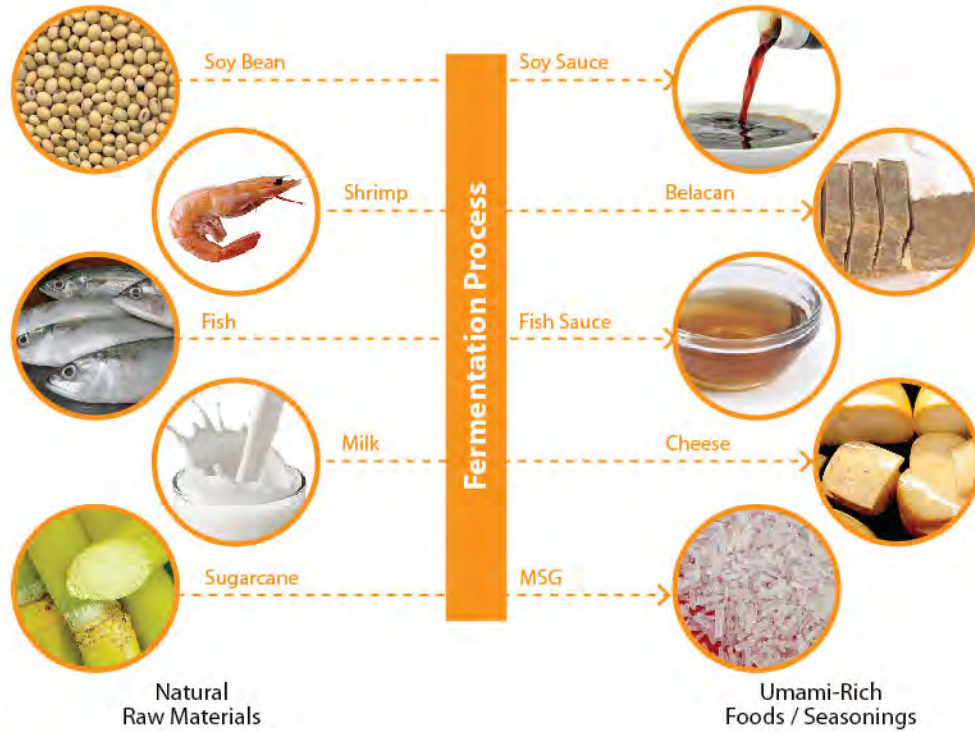 Soy Bean
Soy Sauce
Shrimp
Belacan
Fermentation Process
Fish
Fish Sauce
Milk
Cheese
Sugarcane
MSG
Natural
Raw Materials
Umami-Rich
Foods / Seasonings